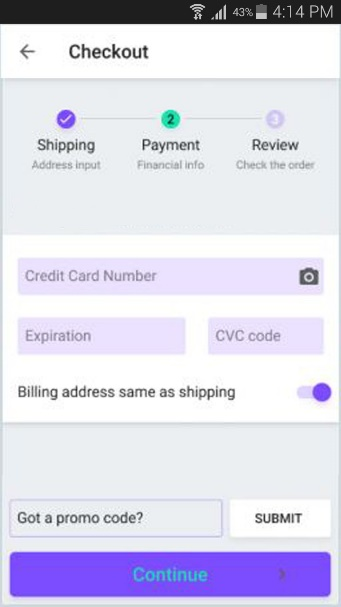 43% 4:14 PM
Checkout
2 3
Shipping Payment Review
Address input Financial info Check the order
Credit Card Number
Expiration CVC code
Billing address same as shipping
Got a promo code? SUBMIT
Continue